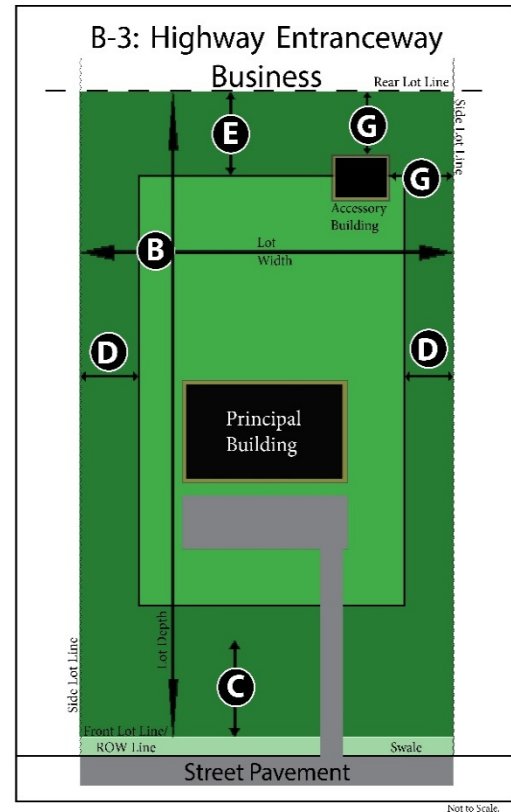 B-3: Highway Entranceway
Business
Rear Lot Line
Side Lot Line
E
G
G
Accessory
Building
B
Lot
Width
D
D
Principal
Building
Lot Depth
Side Lot Line
C
Front Lot Line/
ROW Line
Swale
Street Pavement
Not to Scale.